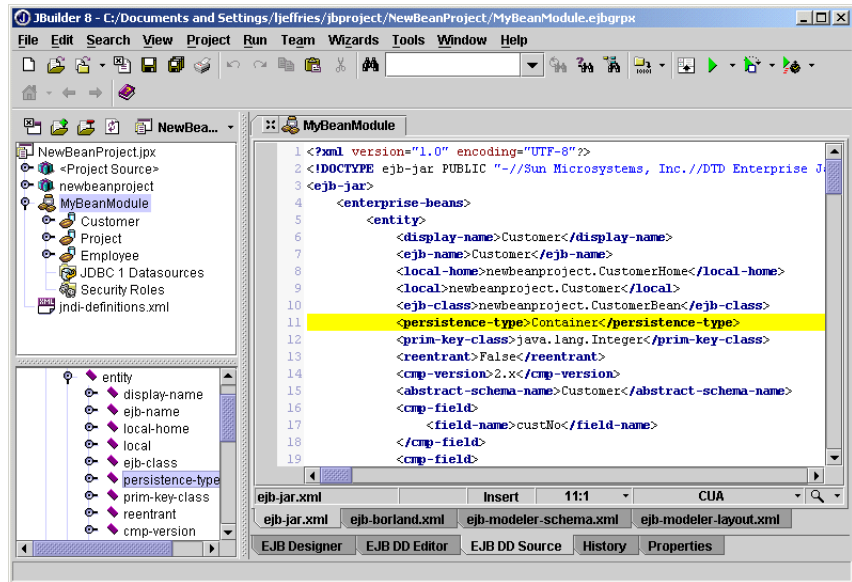 JBuilder 8 - C:/Documents and Settings/ljeffries/jbproject/NewBeanProject/MyBeanModule.ejbgrpx
File Edit Search View Project Run Team Wizards Tools Window Help
NewBea...
NewBeanProject.jpx
<Project Source>
newbeanproject
MyBeanModule
Customer
Project
Employee
JDBC 1 Datasources
Security Roles
jndi-definitions.xml
entity
display-name
ejb-name
local-home
local
ejb-class
persistence-type
prim-key-class
reentrant
cmp-version
MyBeanModule
1 <?xml version="1.0" encoding="UTF-8"?>
2 <!DOCTYPE ejb-jar PUBLIC "-//Sun Microsystems, Inc.//DTD Enterprise J
3 <ejb-jar>
4 <enterprise-beans>
5 <entity>
6 <display-name>Customer</display-name>
7 <ejb-name>Customer</ejb-name>
8 <local-home>newbeanproject.CustomerHome</local-home>
9 <local>newbeanproject.Customer</local>
10 <ejb-class>newbeanproject.CustomerBean</ejb-class>
11 <persistence-type>Container</persistence-type>
12 <prim-key-class>java.lang.Integer</prim-key-class>
13 <reentrant>False</reentrant>
14 <cmp-version>2.x</cmp-version>
15 <abstract-schema-name>Customer</abstract-schema-name>
16 <cmp-field>
17 <field-name>custNo</field-name>
18 </cmp-field>
19 <cmp-field>
ejb-jar.xml Insert 11:1 CUA
ejb-jar.xml ejb-borland.xml ejb-modeler-schema.xml ejb-modeler-layout.xml
EJB Designer EJB DD Editor EJB DD Source History Properties